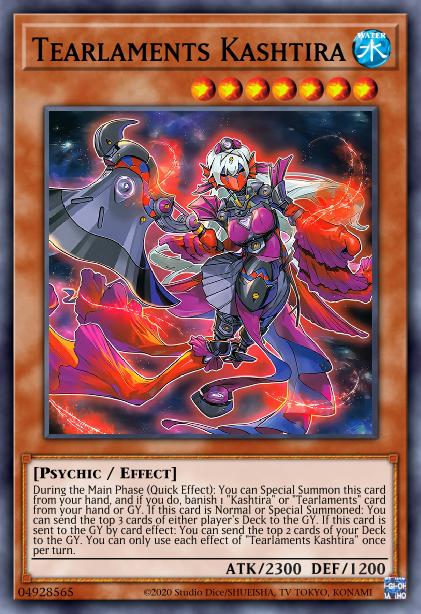 TEARLAMENTS KASHTIRA
WATER
水
[PSYCHIC / EFFECT]
During the Main Phase (Quick Effect): You can Special Summon this card
from your hand, and if you do, banish 1 "Kashtira" or "Tearlaments" card
from your hand or GY. If this card is Normal or Special Summoned: You
can send the top 3 cards of either player's Deck to the GY. If this card is
sent to the GY by card effect: You can send the top 2 cards of your Deck
to the GY. You can only use each effect of "Tearlaments Kashtira" once
per turn.
ATK/2300 DEF/1200
04928565
©2020 Studio Dice/SHUEISHA, TV TOKYO, KONAMI